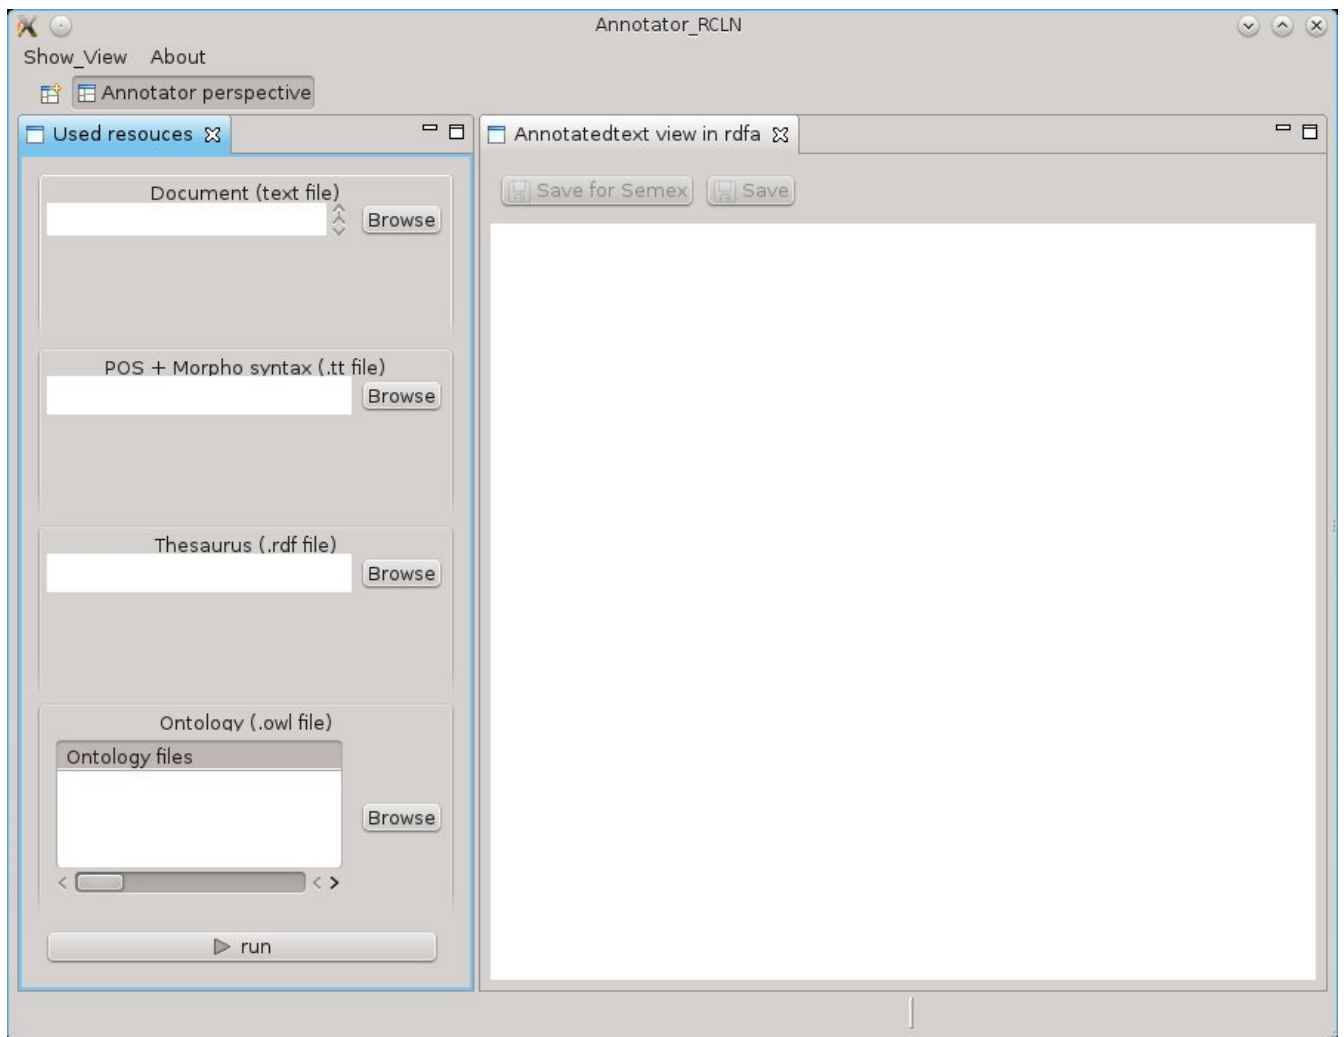 Annotator_RCLN
Show_View About
Annotator perspective
Used resouces
Document (text file)
Browse
POS + Morpho syntax (.tt file)
Browse
Thesaurus (.rdf file)
Browse
Ontology (.owl file)
Ontology files
Browse
run
Annotatedtext view in rdfa
Save for Semex Save